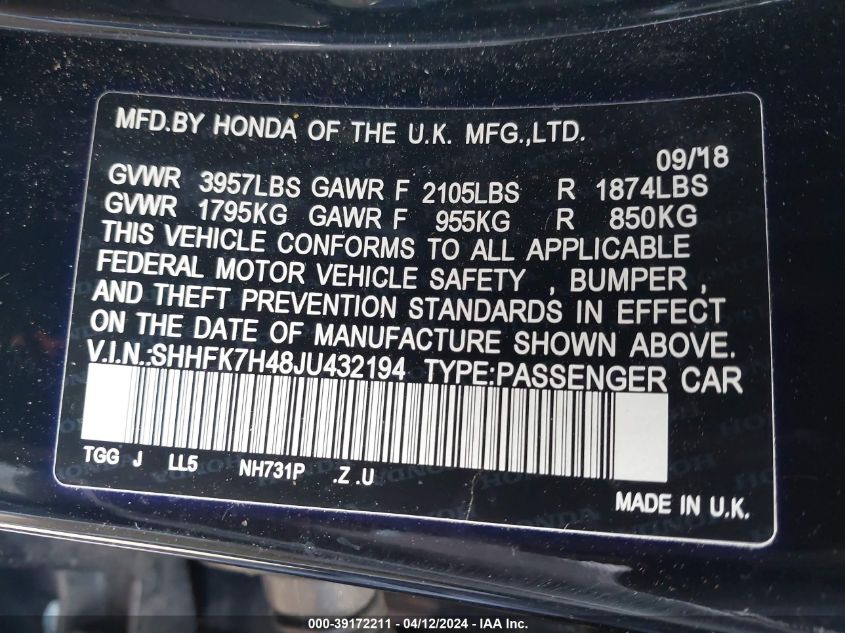 MFD.BY HONDA OF THE U.K. MFG.,LTD.
09/'18
GVWR 3957LBS GAWR F 2105LBS R 1874LBS
GVWR 1795KG GAWR F 955KG R 850KG
THIS VEHICLE CONFORMS TO ALL APPLICABLE
FEDERAL MOTOR VEHICLE SAFETY , BUMPER ,
AND THEFT PREVENTION STANDARDS IN EFFECT
ON THE DATE OF MANUFACTURE SHOWN ABOVE.
V.I.N.:SHHFK7H48JU432194 TYPE:PASSENGER CAR
TGG J LL5 NH731P .Z .U
MADE IN U.K.
000-39172211 - 04/12/2024 - IAA Inc.